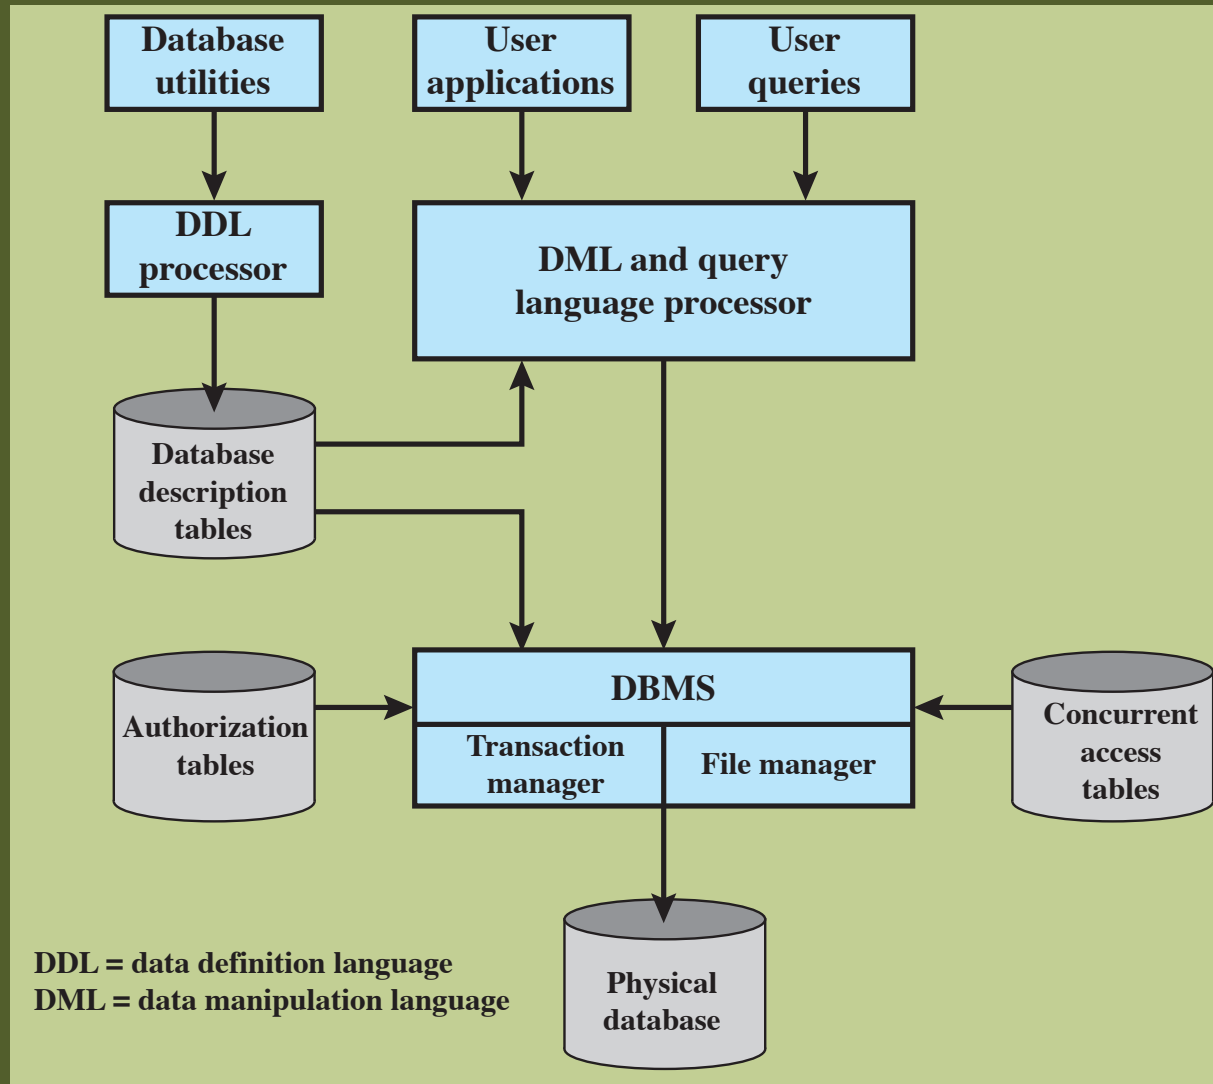 Database
utilities
User
applications
User
queries
DDL
processor
DML and query
language processor
Database
description
tables
Authorization
tables
DBMS
Transaction
manager
File manager
Concurrent
access
tables
Physical
database
DDL = data definition language
DML = data manipulation language